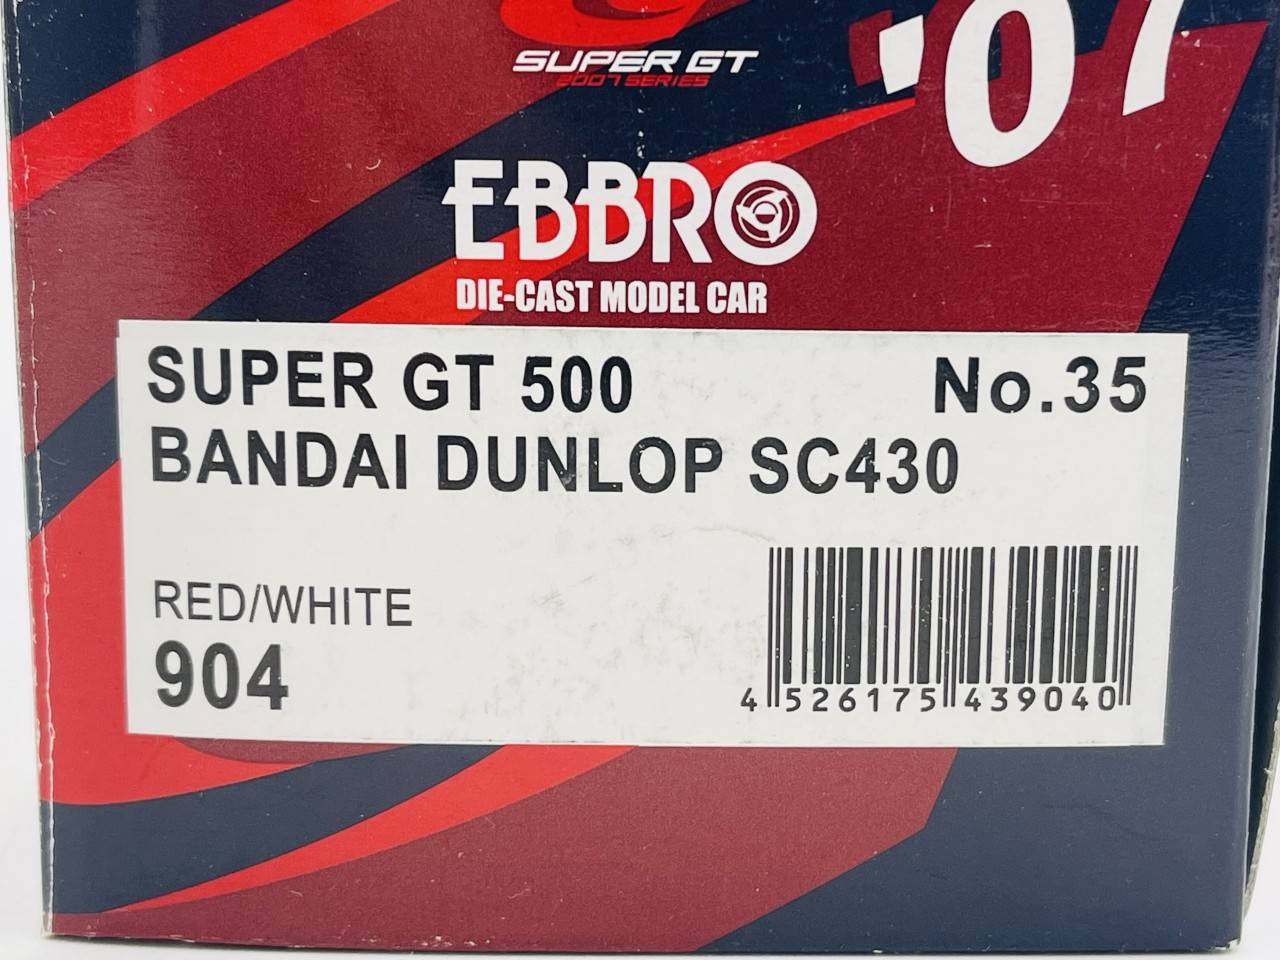 '07
SUPER GT
2007 SERIES
EBBRO
DIE-CAST MODEL CAR
SUPER GT 500 No.35
BANDAI DUNLOP SC430
RED/WHITE
904
4 526175 439040